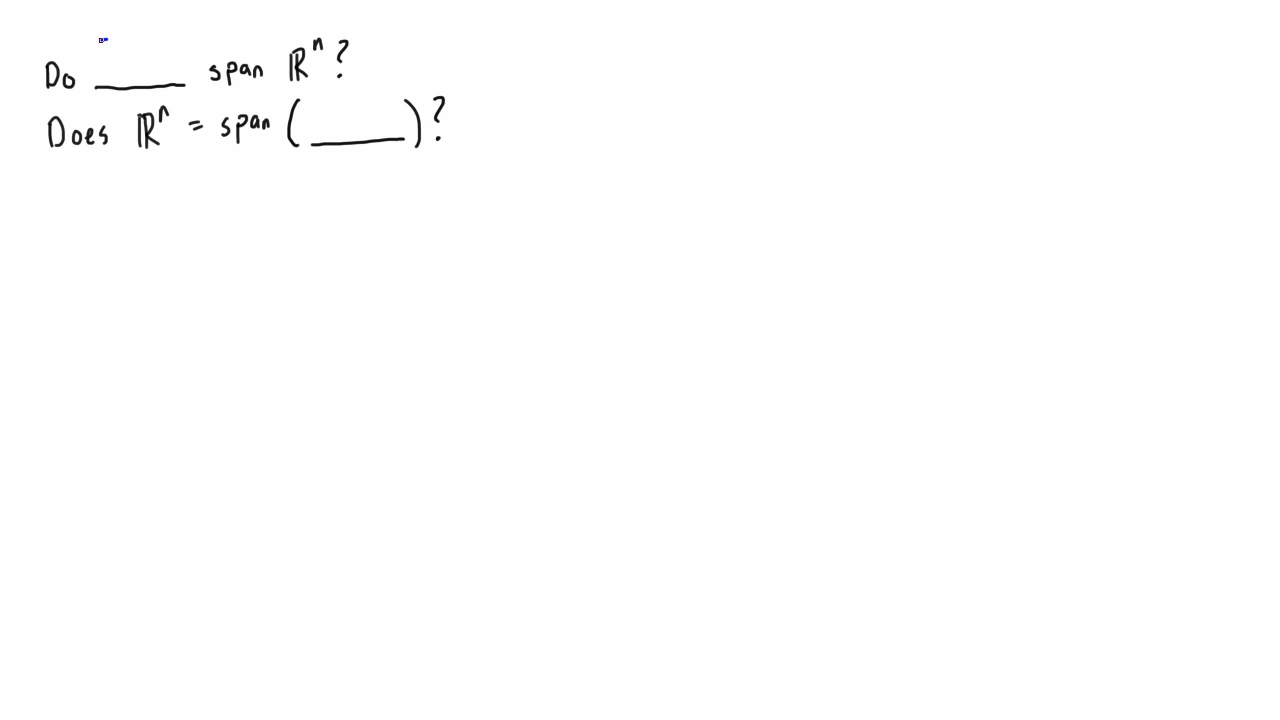 Do ______ span ℝⁿ?
Does ℝⁿ = span (______)?